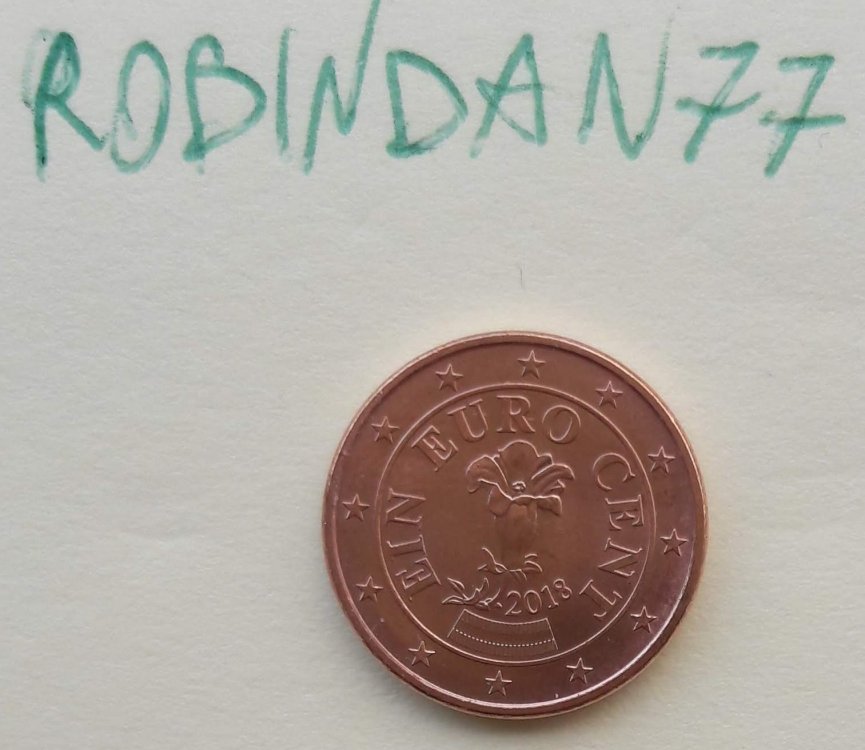 ROBINDAN77
EIN EURO CENT
2018